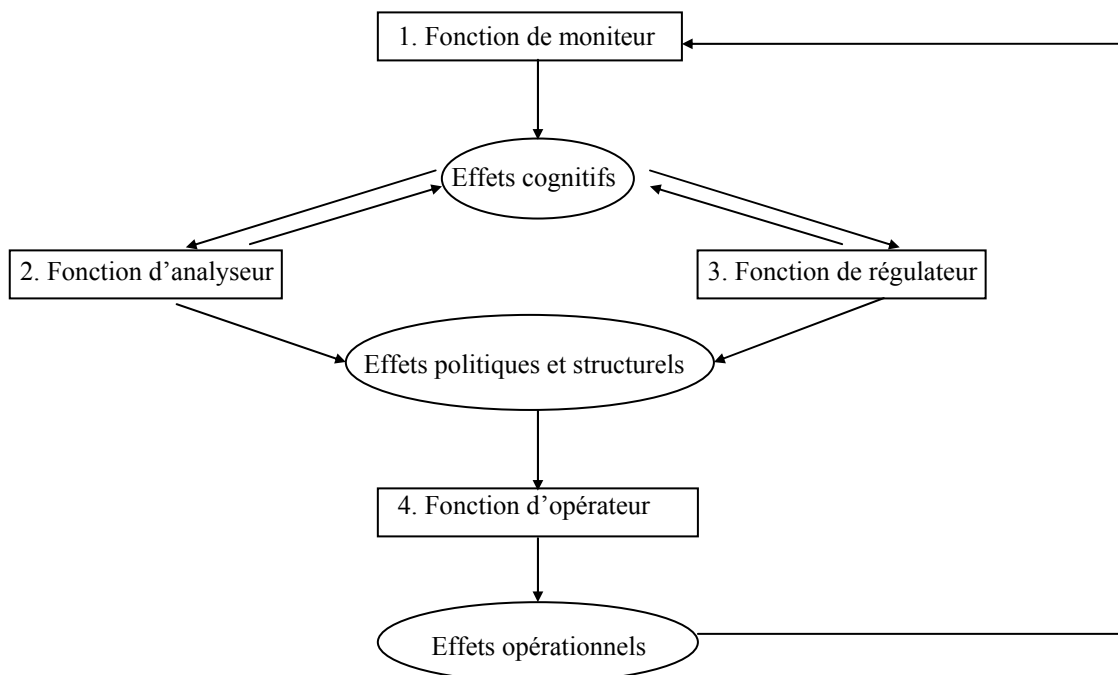 1. Fonction de moniteur
Effets cognitifs
2. Fonction d’analyseur
3. Fonction de régulateur
Effets politiques et structurels
4. Fonction d’opérateur
Effets opérationnels